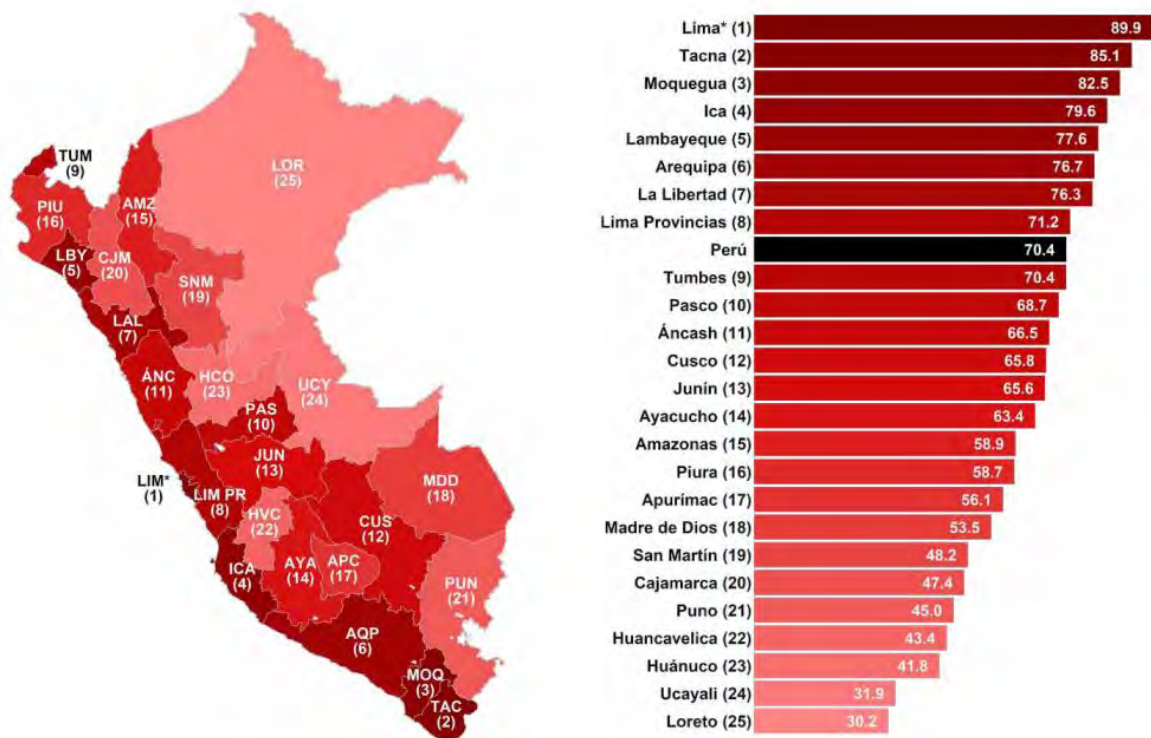 TUM
(9)
PIU
(16)
LBY
(5)
CJM
(20)
AMZ
(15)
LOR
(25)
SNM
(19)
LAL
(7)
ÁNC
(11)
HCO
(23)
UCY
(24)
PAS
(10)
JUN
(13)
LIM*
(1)
LIM PR
(8)
HVC
(22)
MDD
(18)
CUS
(12)
ICA
(4)
AYA
(14)
APC
(17)
PUN
(21)
AQP
(6)
MOQ
(3)
TAC
(2)
Lima* (1) 89.9
Tacna (2) 85.1
Moquegua (3) 82.5
Ica (4) 79.6
Lambayeque (5) 77.6
Arequipa (6) 76.7
La Libertad (7) 76.3
Lima Provincias (8) 71.2
Perú 70.4
Tumbes (9) 70.4
Pasco (10) 68.7
Áncash (11) 66.5
Cusco (12) 65.8
Junín (13) 65.6
Ayacucho (14) 63.4
Amazonas (15) 58.9
Piura (16) 58.7
Apurímac (17) 56.1
Madre de Dios (18) 53.5
San Martín (19) 48.2
Cajamarca (20) 47.4
Puno (21) 45.0
Huancavelica (22) 43.4
Huánuco (23) 41.8
Ucayali (24) 31.9
Loreto (25) 30.2